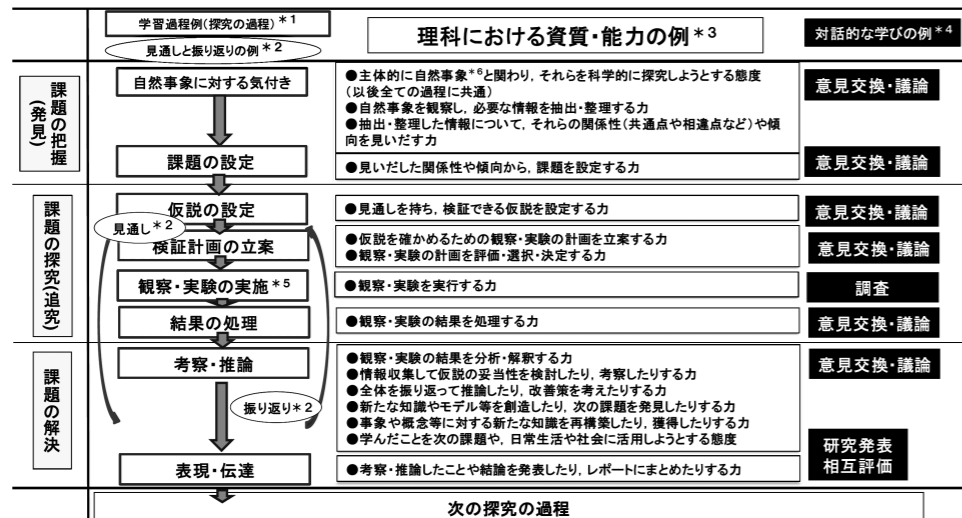 学習過程例(探究の過程)＊1
見通しと振り返りの例＊2
理科における資質・能力の例＊3
対話的な学びの例＊4
課題の把握(発見)
自然事象に対する気付き
●主体的に自然事象＊6と関わり, それらを科学的に探究しようとする態度
(以後全ての過程に共通)
●自然事象を観察し, 必要な情報を抽出・整理する力
●抽出・整理した情報について, それらの関係性(共通点や相違点など)や傾
向を見いだす力
意見交換・議論
課題の設定
●見いだした関係性や傾向から, 課題を設定する力
意見交換・議論
課題の探究(追究)
見通し＊2
仮説の設定
●見通しを持ち, 検証できる仮説を設定する力
意見交換・議論
検証計画の立案
●仮説を確かめるための観察・実験の計画を立案する力
●観察・実験の計画を評価・選択・決定する力
意見交換・議論
観察・実験の実施＊5
●観察・実験を実行する力
調査
結果の処理
●観察・実験の結果を処理する力
意見交換・議論
課題の解決
考察・推論
●観察・実験の結果を分析・解釈する力
●情報収集して仮説の妥当性を検討したり, 考察したりする力
●全体を振り返って推論したり, 改善策を考えたりする力
●新たな知識やモデル等を創造したり, 次の課題を発見したりする力
●事象や概念等に対する新たな知識を再構築したり, 獲得したりする力
●学んだことを次の課題や, 日常生活や社会に活用しようとする態度
意見交換・議論
振り返り＊2
表現・伝達
●考察・推論したことや結論を発表したり, レポートにまとめたりする力
研究発表
相互評価
次の探究の過程